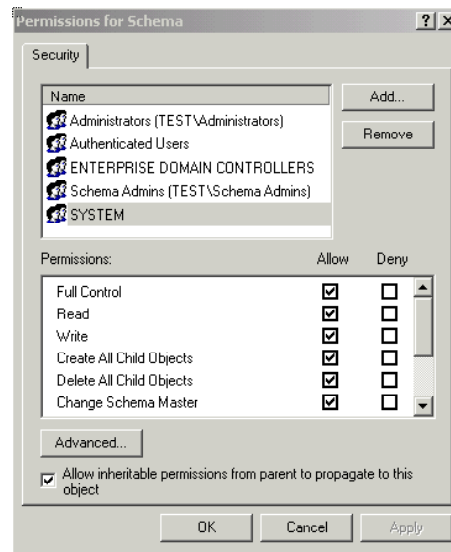 Permissions for Schema
Security
Name
Administrators (TEST\Administrators)
Authenticated Users
ENTERPRISE DOMAIN CONTROLLERS
Schema Admins (TEST\Schema Admins)
SYSTEM
Add...
Remove
Permissions: Allow Deny
Full Control
Read
Write
Create All Child Objects
Delete All Child Objects
Change Schema Master
Advanced...
Allow inheritable permissions from parent to propagate to this
object
OK Cancel Apply